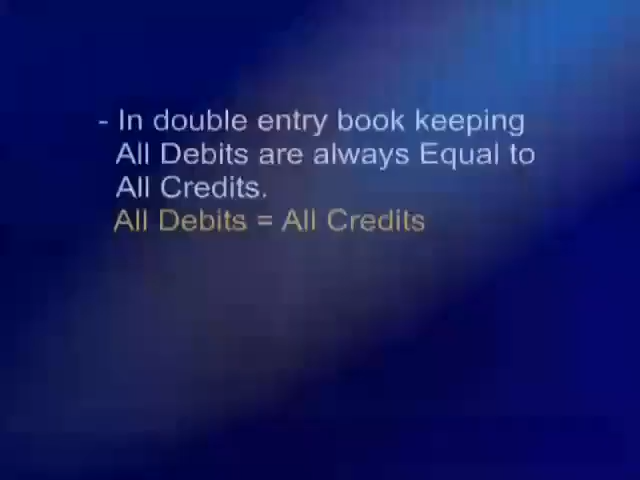 - In double entry book keeping
All Debits are always Equal to
All Credits.
All Debits = All Credits